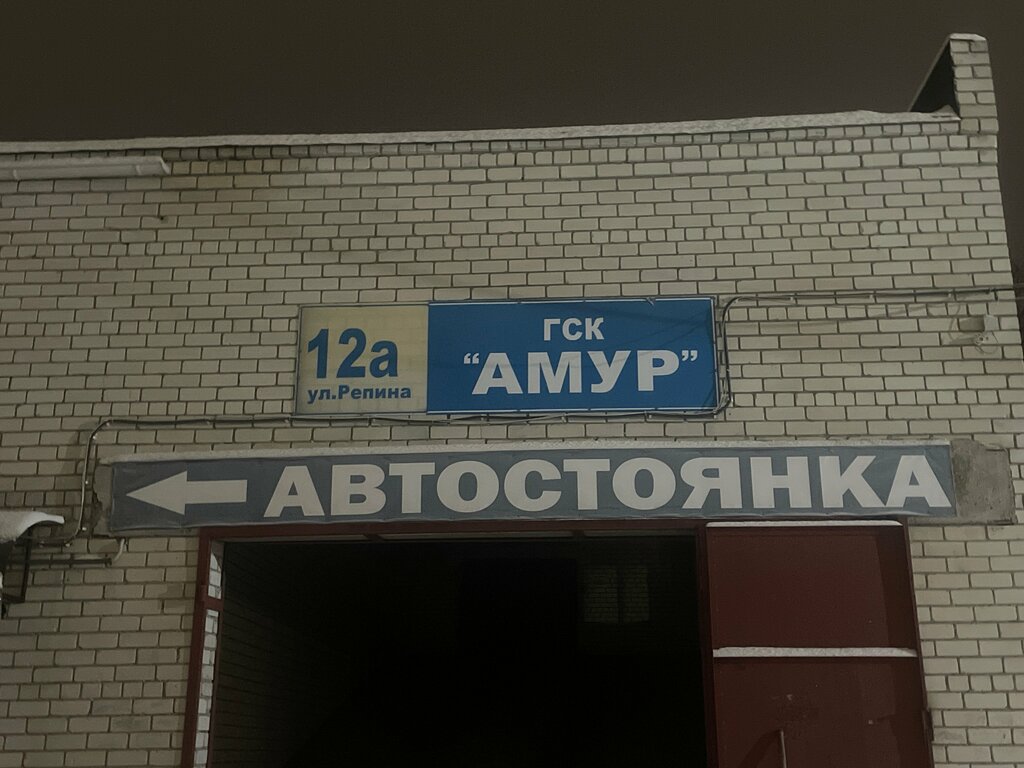 12а
ул.Репина
ГСК
“АМУР”
АВТОСТОЯНКА